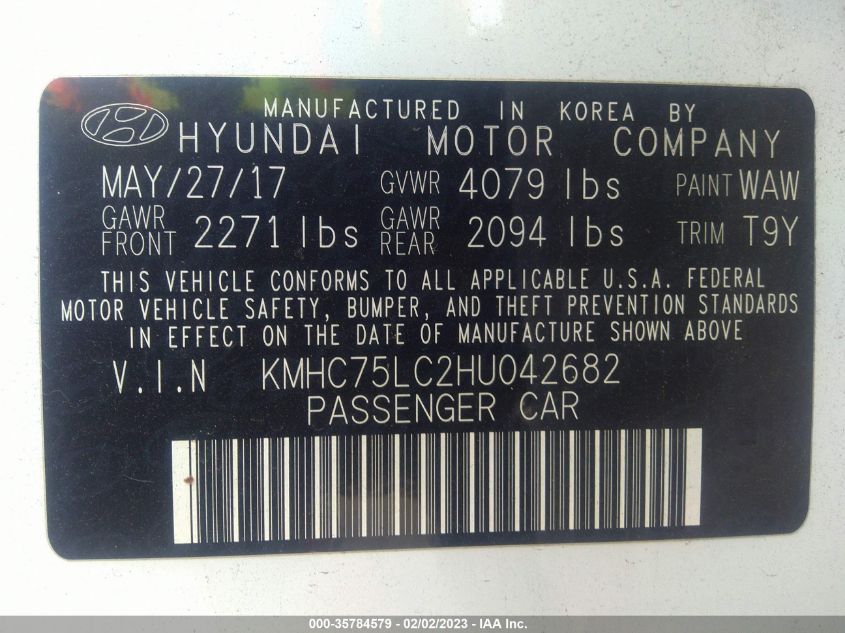 MANUFACTURED IN KOREA BY
HYUNDAI MOTOR COMPANY
MAY/27/17 GVWR 4079 lbs PAINT WAW
GAWR FRONT 2271 lbs GAWR REAR 2094 lbs TRIM T9Y
THIS VEHICLE CONFORMS TO ALL APPLICABLE U.S.A. FEDERAL
MOTOR VEHICLE SAFETY, BUMPER, AND THEFT PREVENTION STANDARDS
IN EFFECT ON THE DATE OF MANUFACTURE SHOWN ABOVE
V.I.N KMHC75LC2HU042682
PASSENGER CAR
000-35784579 - 02/02/2023 - IAA Inc.